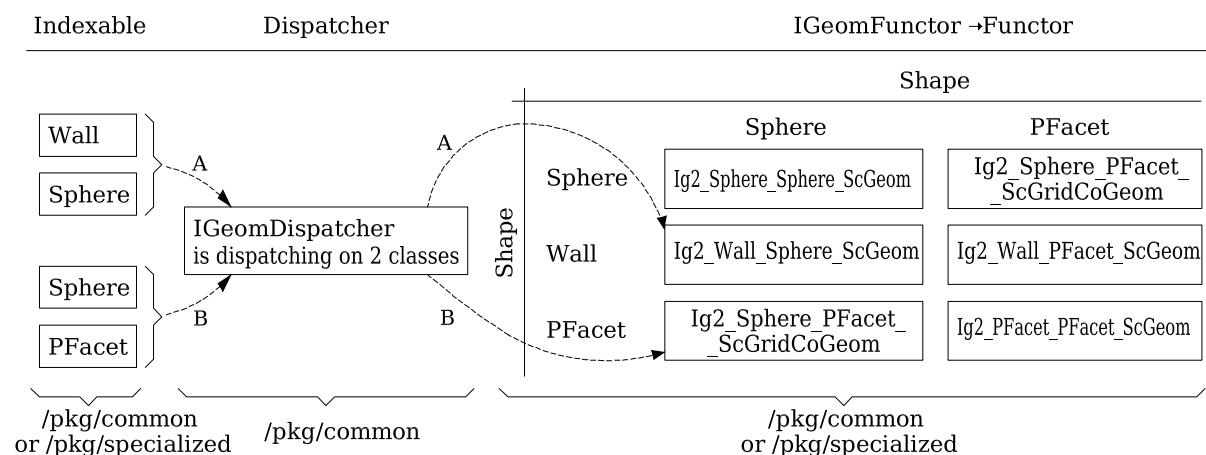 Indexable
Dispatcher
IGeomFunctor →Functor
Shape
Sphere
PFacet
Wall
Sphere
A
A
IGeomDispatcher
is dispatching on 2 classes
Sphere
PFacet
B
B
Shape
Sphere
Ig2_Sphere_Sphere_ScGeom
Ig2_Sphere_PFacet_
_ScGridCoGeom
Wall
Ig2_Wall_Sphere_ScGeom
Ig2_Wall_PFacet_ScGeom
PFacet
Ig2_Sphere_PFacet_
_ScGridCoGeom
Ig2_PFacet_PFacet_ScGeom
/pkg/common
or /pkg/specialized
/pkg/common
/pkg/common
or /pkg/specialized